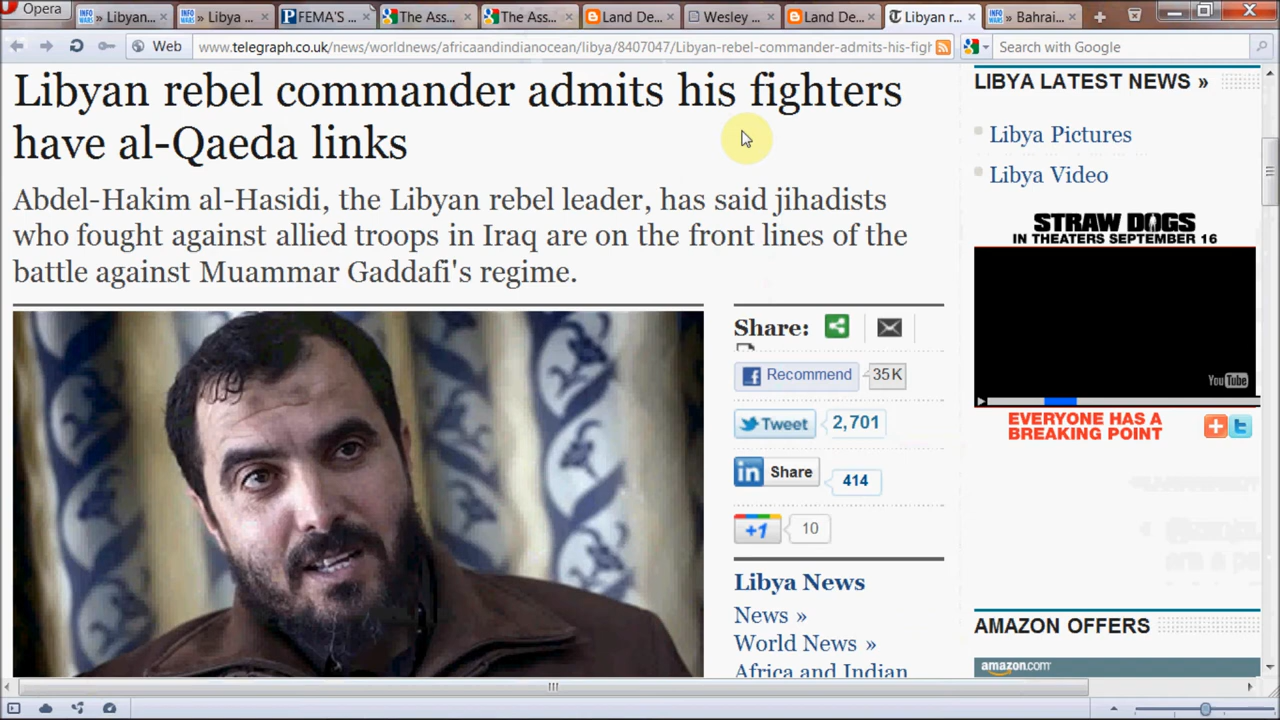 Opera
» Libyan...
» Libya ...
FEMA'S ...
The Ass...
The Ass...
Land De...
Wesley ...
Land De...
Libyan r...
» Bahrai...
Web
www.telegraph.co.uk/news/worldnews/africaandindianocean/libya/8407047/Libyan-rebel-commander-admits-his-figh
Search with Google
Libyan rebel commander admits his fighters
have al-Qaeda links
Abdel-Hakim al-Hasidi, the Libyan rebel leader, has said jihadists
who fought against allied troops in Iraq are on the front lines of the
battle against Muammar Gaddafi's regime.
Share:
Recommend
35K
Tweet
2,701
in Share
414
+1
10
Libya News
News »
World News »
Africa and Indian
LIBYA LATEST NEWS »
Libya Pictures
Libya Video
STRAW DOGS
IN THEATERS SEPTEMBER 16
YouTube
EVERYONE HAS A
BREAKING POINT
AMAZON OFFERS
amazon.com